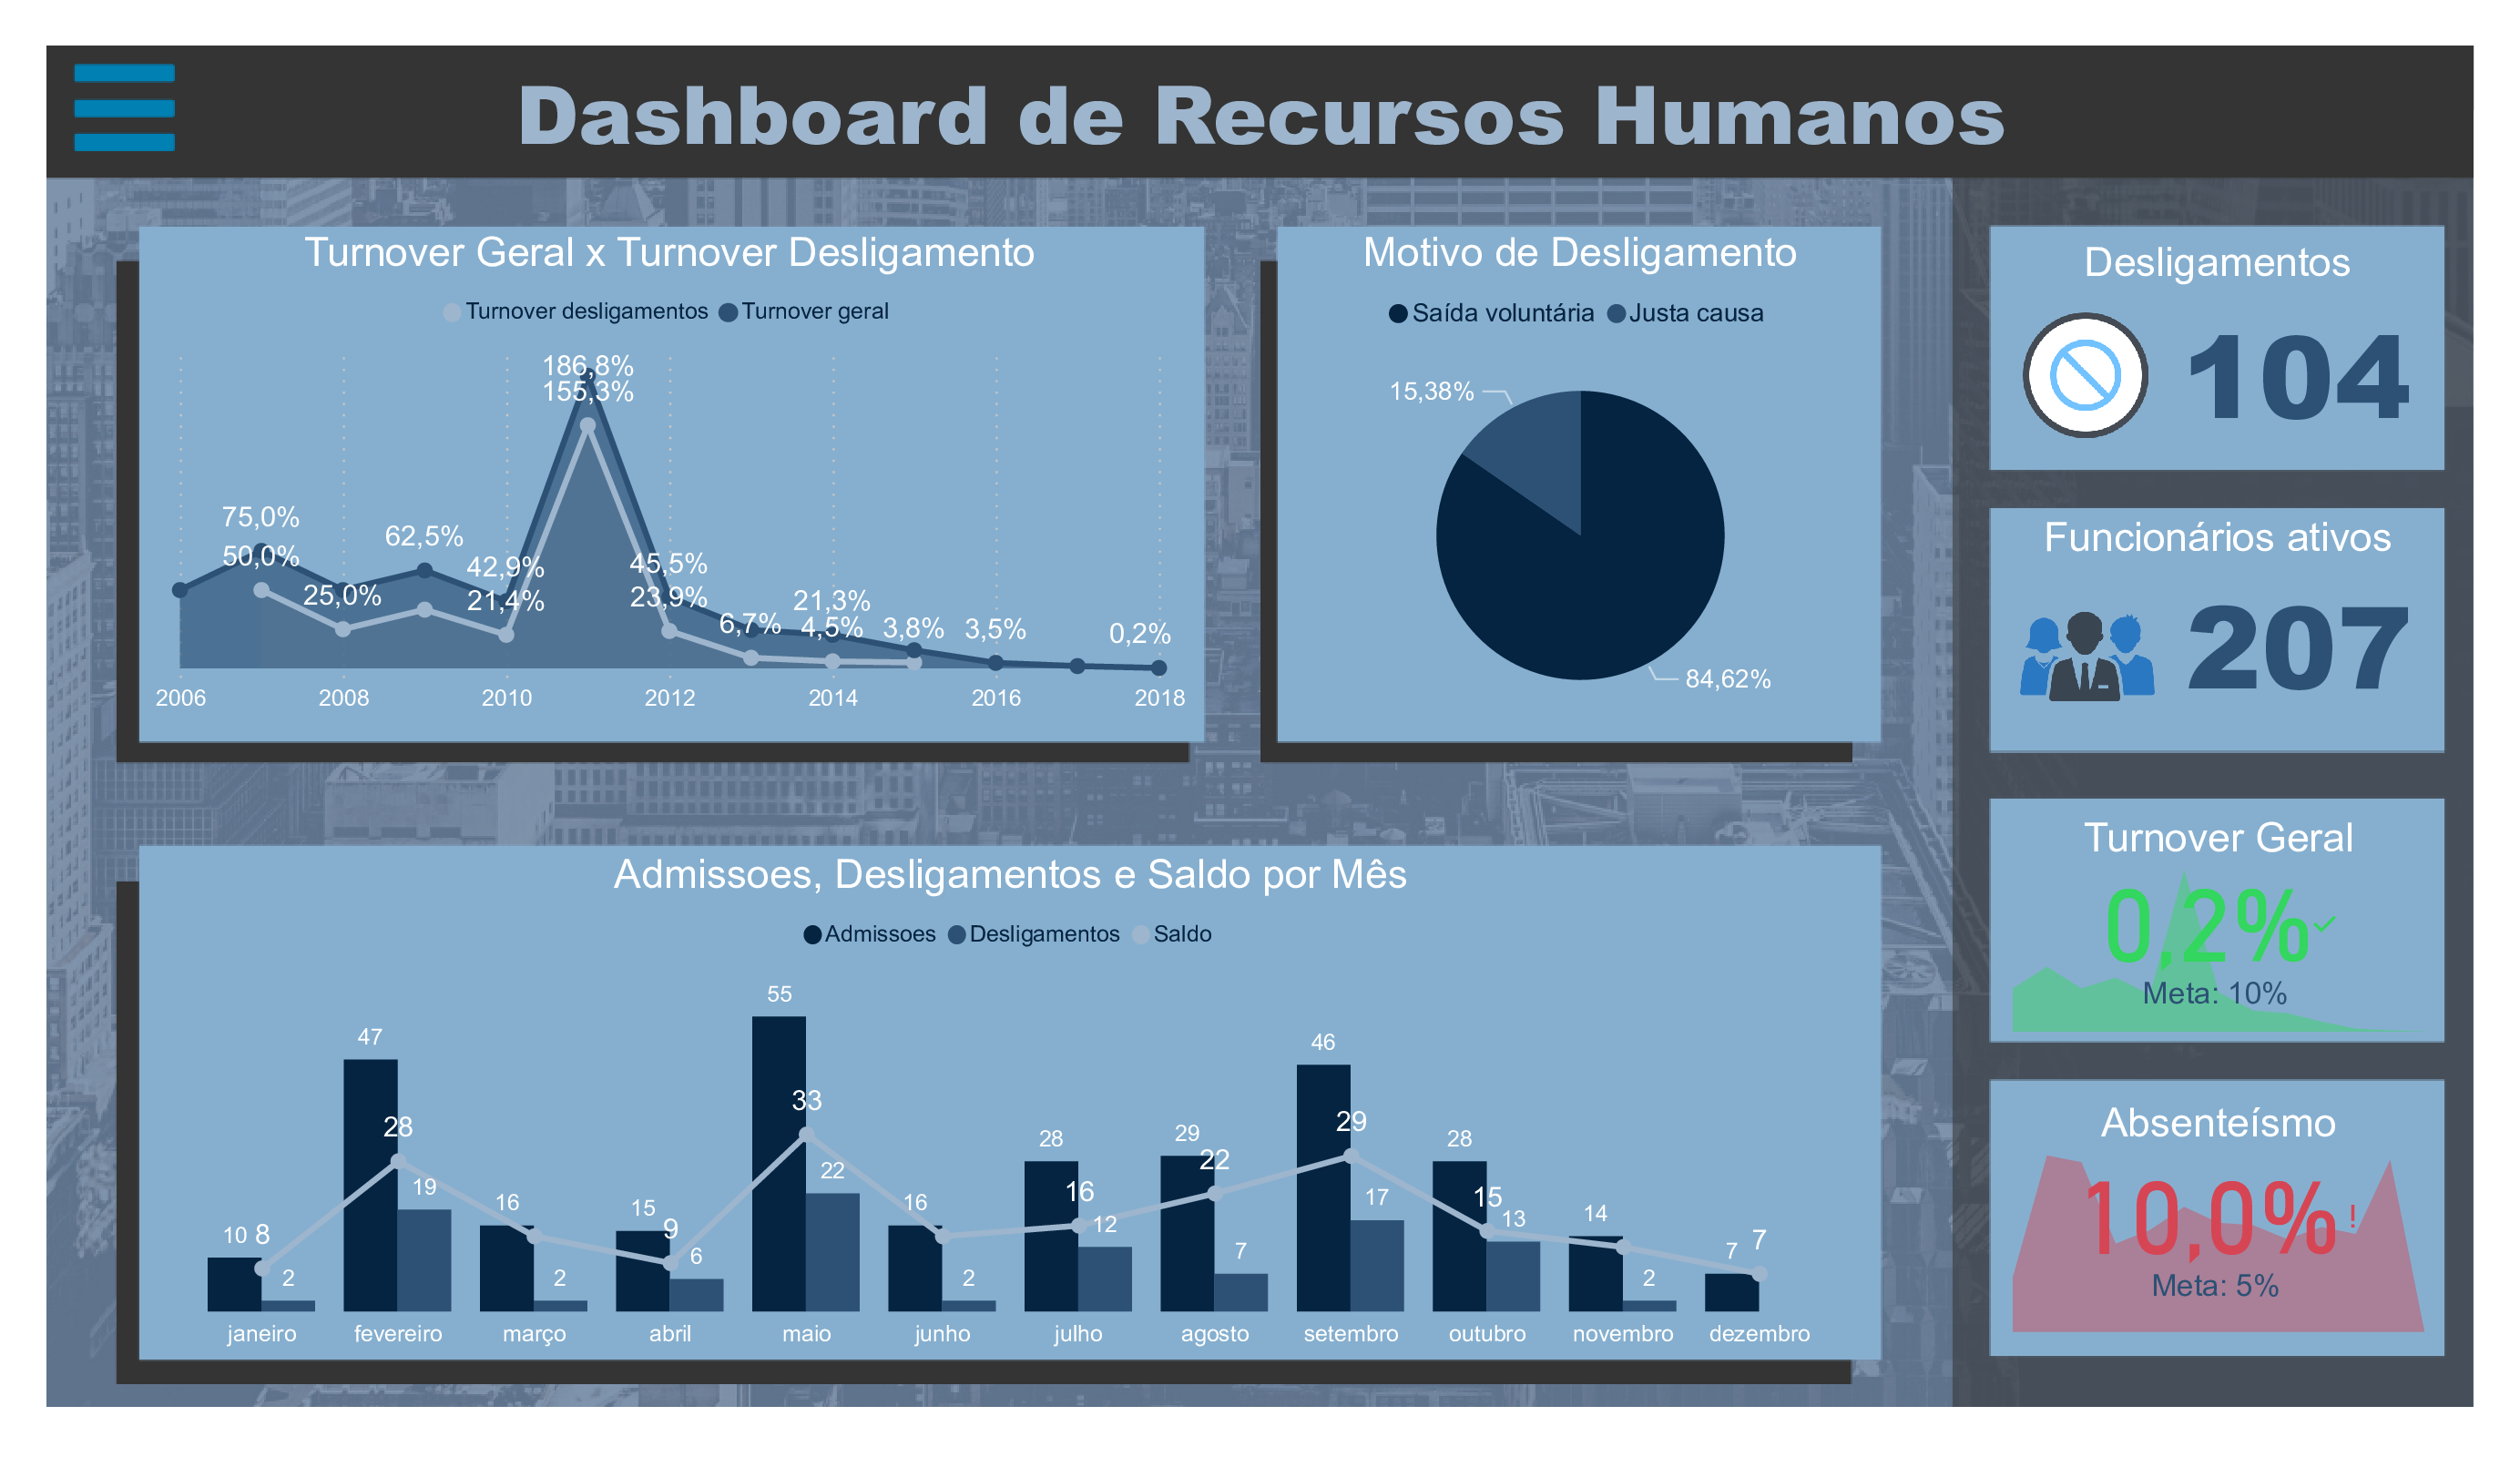 Dashboard de Recursos Humanos
Turnover Geral x Turnover Desligamento
Turnover desligamentos Turnover geral
186,8%
155,3%
75,0%
62,5%
50,0%
42,9%
45,5%
25,0%
21,4%
23,9%
21,3%
6,7% 4,5% 3,8% 3,5% 0,2%
2006 2008 2010 2012 2014 2016 2018
Motivo de Desligamento
Saída voluntária Justa causa
15,38%
84,62%
Desligamentos
104
Funcionários ativos
207
Turnover Geral
0,2%
Meta: 10%
Absenteísmo
10,0% !
Meta: 5%
Admissoes, Desligamentos e Saldo por Mês
Admissoes Desligamentos Saldo
10 8 2
47 28 19
16 2
15 9 6
55 33 22
16 2
28 16 12
29 22 7
46 29 17
28 15 13
14 2
7 7
janeiro fevereiro março abril maio junho julho agosto setembro outubro novembro dezembro